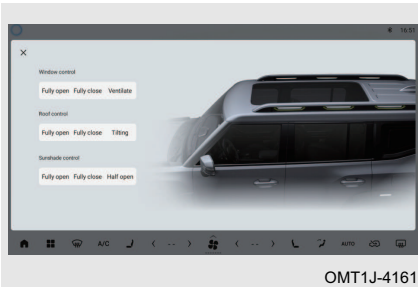 16:51
Window control
Fully open Fully close Ventilate
Roof control
Fully open Fully close Tilting
Sunshade control
Fully open Fully close Half open
A/C
--
--
AUTO
OMT1J-4161